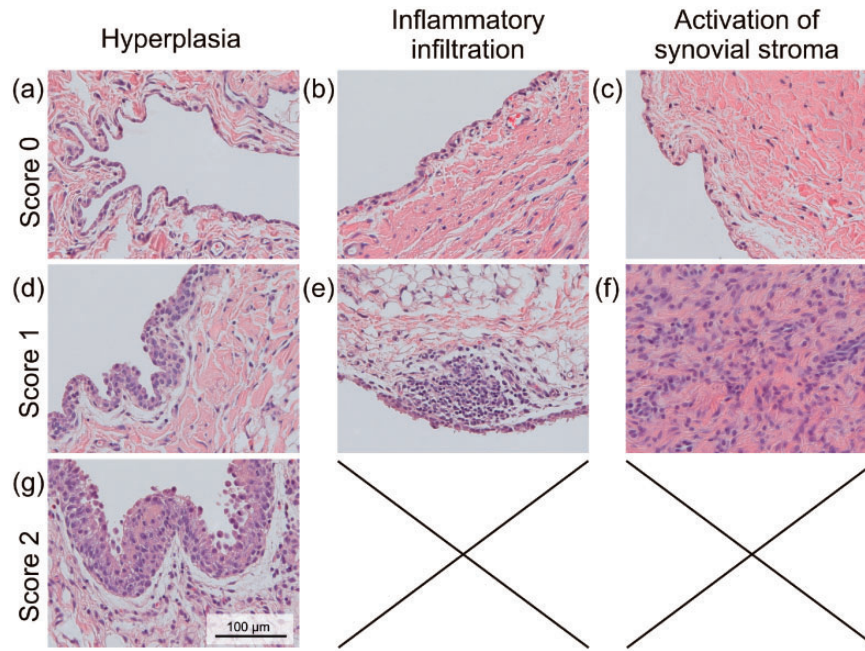 Hyperplasia
Inflammatory
infiltration
Activation of
synovial stroma
Score 0
(a)
(b)
(c)
Score 1
(d)
(e)
(f)
Score 2
(g)
100 µm